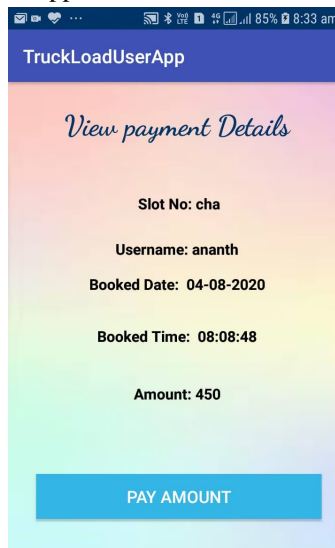 85% 8:33 am
TruckLoadUserApp
View payment Details
Slot No: cha
Username: ananth
Booked Date: 04-08-2020
Booked Time: 08:08:48
Amount: 450
PAY AMOUNT